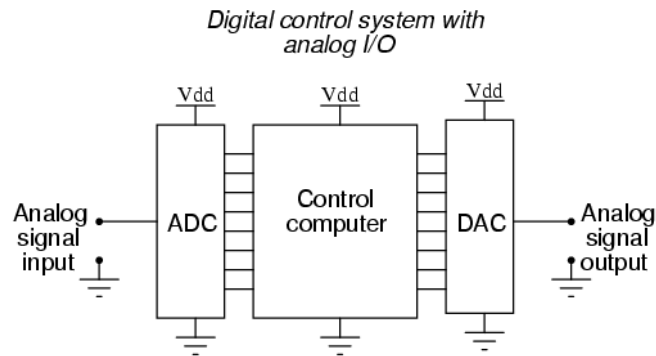 Digital control system with
analog I/O
Vdd
Vdd
Vdd
Analog
signal
input
ADC
Control
computer
DAC
Analog
signal
output